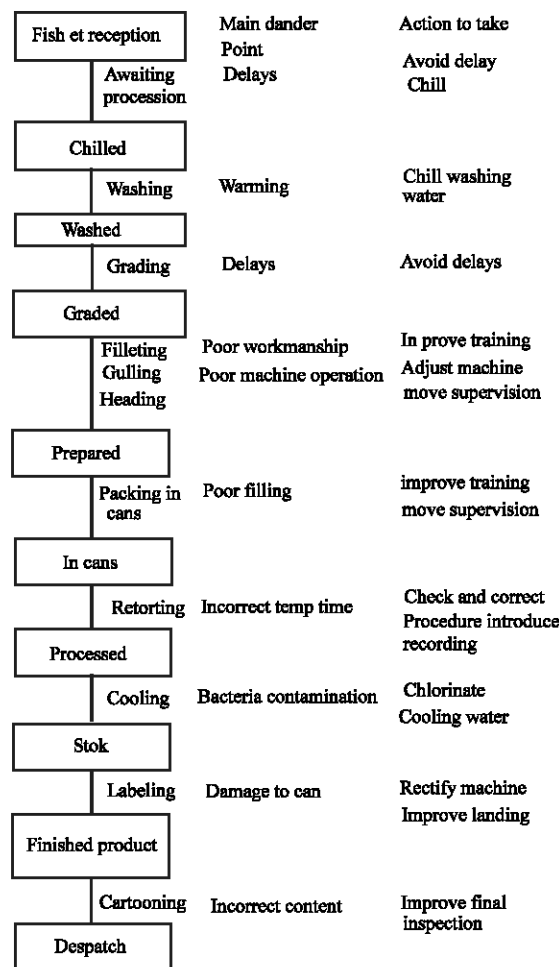 Fish et reception
Main dander
Point
Action to take
Awaiting
procession
Delays
Avoid delay
Chill
Chilled
Washing
Warming
Chill washing
water
Washed
Grading
Delays
Avoid delays
Graded
Filleting
Gulling
Heading
Poor workmanship
Poor machine operation
In prove training
Adjust machine
move supervision
Prepared
Packing in
cans
Poor filling
improve training
move supervision
In cans
Retorting
Incorrect temp time
Check and correct
Procedure introduce
recording
Processed
Cooling
Bacteria contamination
Chlorinate
Cooling water
Stok
Labeling
Damage to can
Rectify machine
Improve landing
Finished product
Cartooning
Incorrect content
Improve final
inspection
Despatch